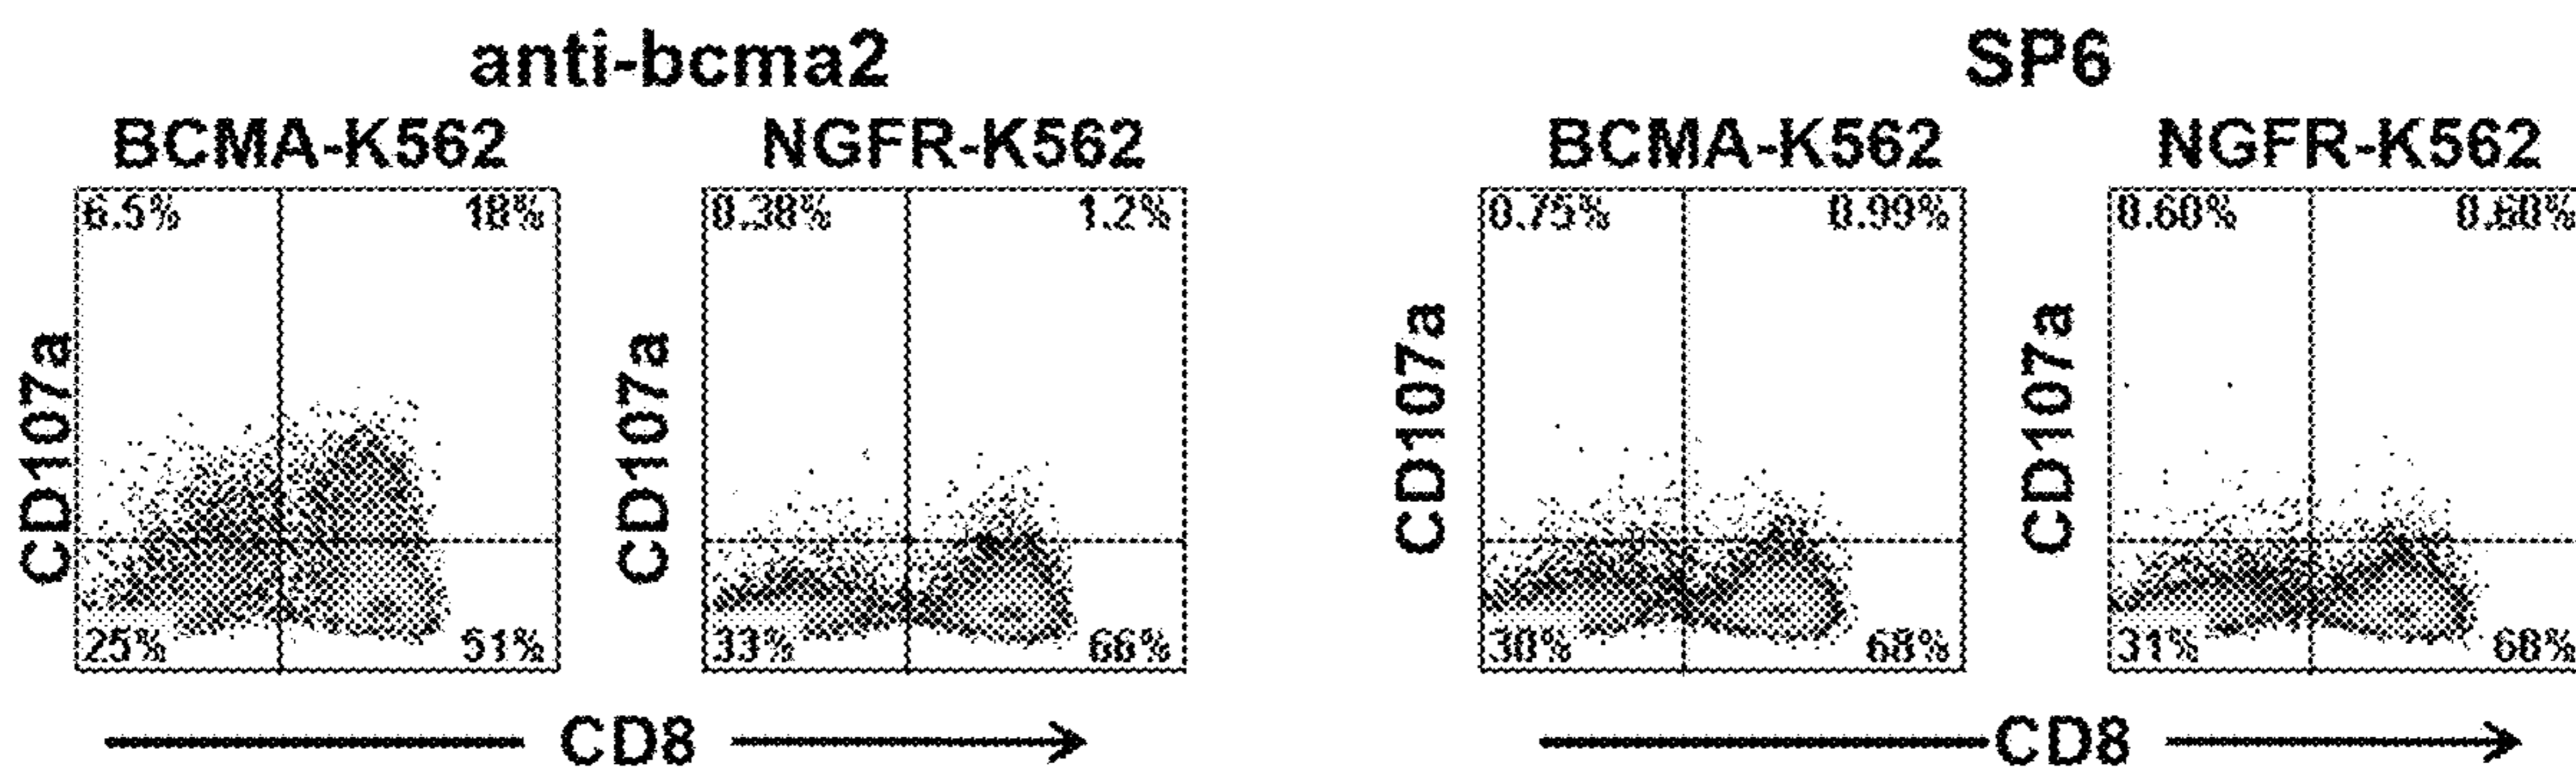 anti-bcma2 SP6
BCMA-K562 NGFR-K562 BCMA-K562 NGFR-K562
6.5% 18% 0.38% 1.2% 0.75% 0.99% 0.60% 0.60%
CD107a CD107a CD107a CD107a
25% 51% 33% 66% 30% 68% 31% 68%
CD8 CD8